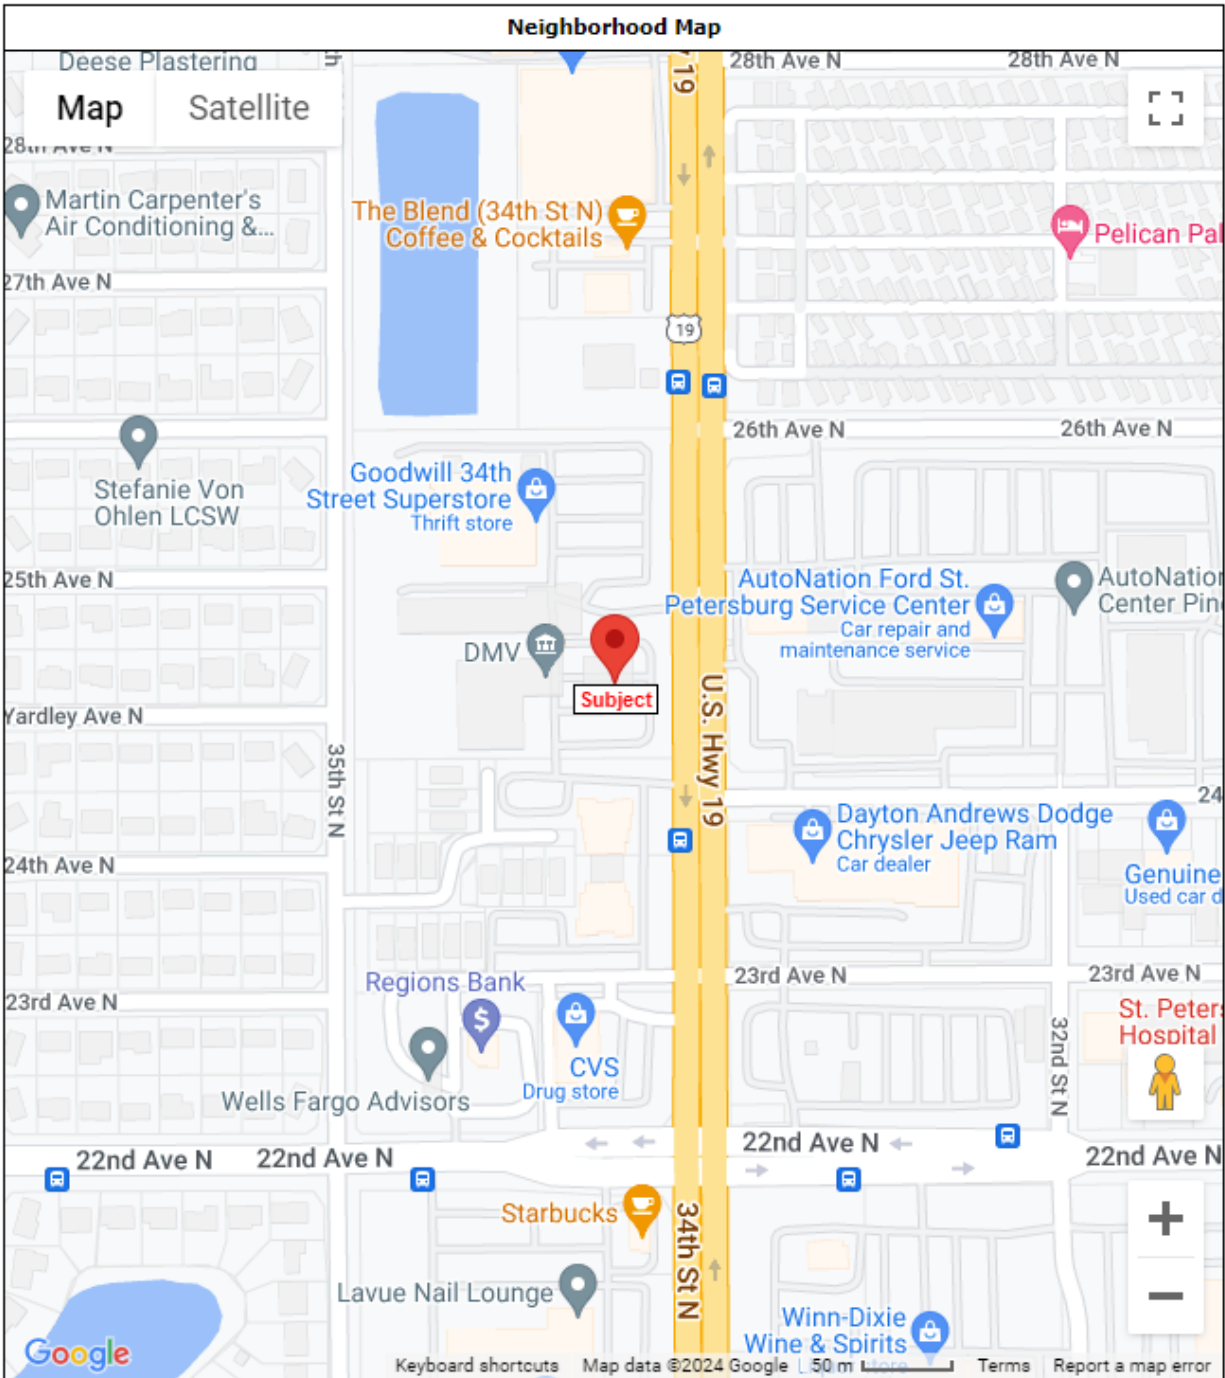 Neighborhood Map
Deese Plastering
Map
Satellite
19
28th Ave N
28th Ave N
28th Ave N
Martin Carpenter's
Air Conditioning &...
The Blend (34th St N)
Coffee & Cocktails
Pelican Pal
27th Ave N
19
26th Ave N
26th Ave N
Stefanie Von
Ohlen LCSW
Goodwill 34th
Street Superstore
Thrift store
25th Ave N
AutoNation Ford St.
Petersburg Service Center
Car repair and
maintenance service
AutoNation
Center Pine
DMV
Subject
U.S. Hwy 19
Yardley Ave N
35th St N
24
24th Ave N
Dayton Andrews Dodge
Chrysler Jeep Ram
Car dealer
Genuine
Used car d
23rd Ave N
23rd Ave N
23rd Ave N
Regions Bank
CVS
Drug store
Wells Fargo Advisors
St. Peters
Hospital
32nd St N
22nd Ave N
22nd Ave N
22nd Ave N
22nd Ave N
Starbucks
34th St N
Lavue Nail Lounge
Winn-Dixie
Wine & Spirits
Google
Keyboard shortcuts
Map data ©2024 Google
50 m
Terms
Report a map error